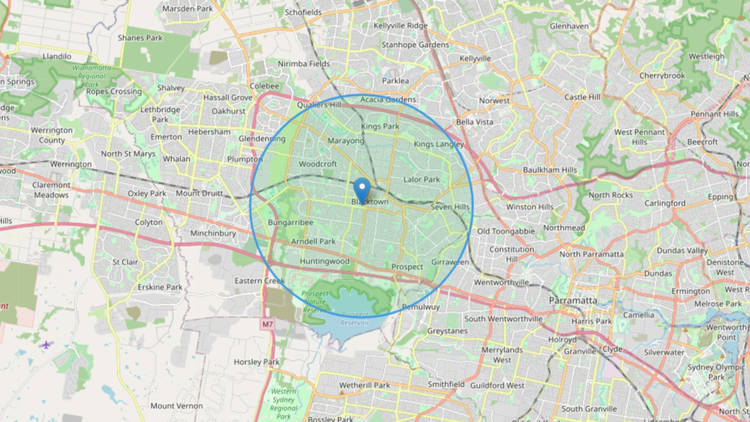 Marsden Park
Schofields
Kellyville Ridge
Glenhaven
Shanes Park
Stanhope Gardens
Llandilo
Nirimba Fields
Westleigh
Wianamatta
Regional
Park
Parklea
Cherrybrook
Ropes Crossing
Shalvey
Colebee
Norwest
Castle Hill
Lethbridge
Park
Hassall Grove
Quakers Hill
Acacia Gardens
Oakhurst
Pennant Hills
Werrington
County
Emerton
Hebersham
Glendenning
Kings Park
Bella Vista
West Pennant
Hills
Marayong
Kings Langley
Beecroft
North St Marys
Whalan
Plumpton
Woodcroft
Werrington
Baulkham Hills
Lalor Park
Claremont
Meadows
Oxley Park
Mount Druitt
North Rocks
Carlingford
Epping
Blacktown
Seven Hills
Winston Hills
Colyton
Bungarribee
Northmead
Minchinbury
Old Toongabbie
Arndell Park
Constitution
Hill
North Parramatta
Dundas Valley
St Clair
Huntingwood
Girraween
Prospect
Dundas
Denistone
West
Erskine Park
Eastern Creek
Wentworthville
Ermington
Prospect
Nature
Reserve
Pemulwuy
Parramatta
Melrose Park
M7
Reservoir
South Wentworthville
Harris Park
Camellia
Greystanes
Holroyd
Wentworth
Point
Horsley Park
Merrylands
West
Granville
Clyde
Silverwater
Sydney Olympic
Park
Wetherill Park
Smithfield
Guildford West
Western
Sydney
Regional
Park
Mount Vernon
South Granville
Bossley Park